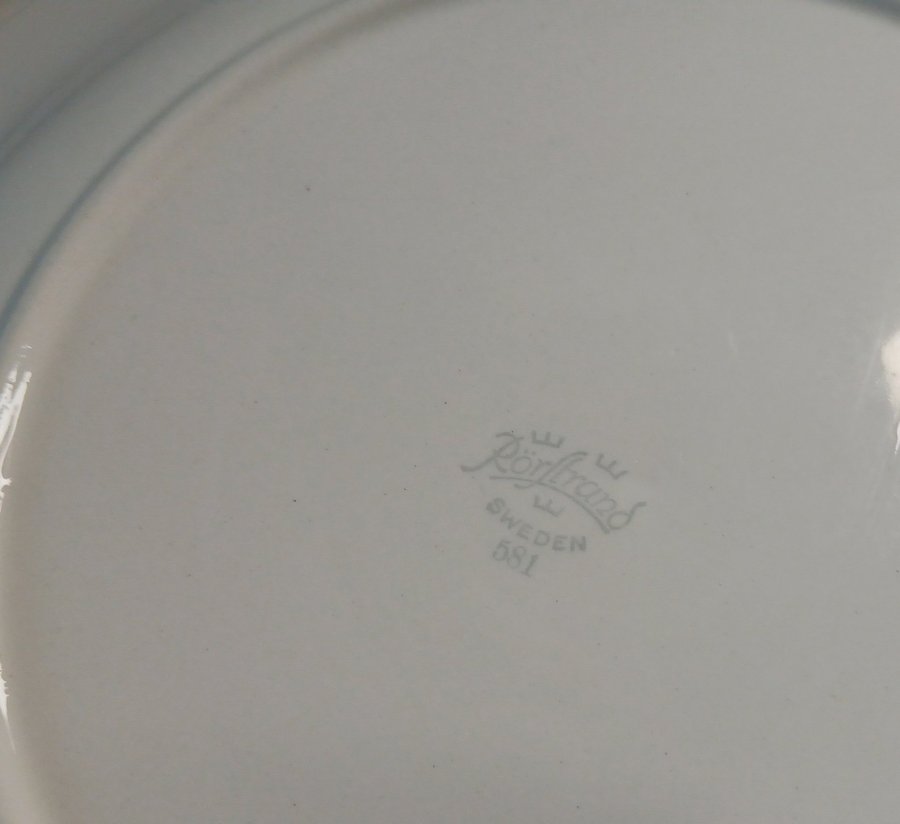 Rörstrand
SWEDEN
581